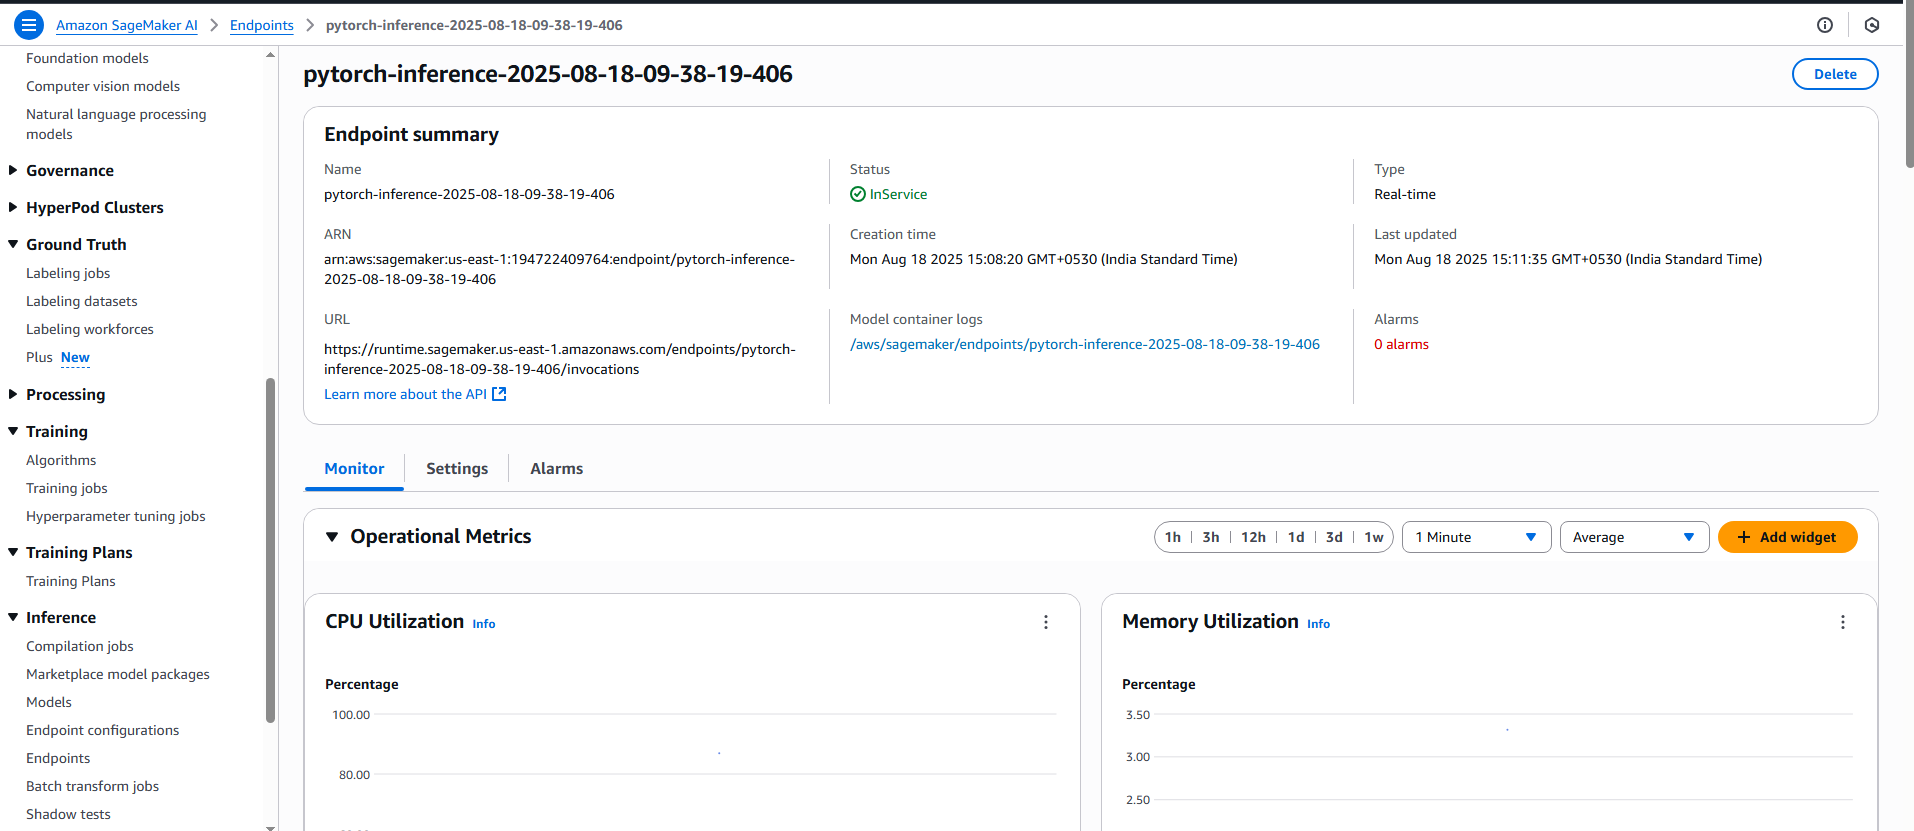 Amazon SageMaker AI > Endpoints > pytorch-inference-2025-08-18-09-38-19-406
Foundation models
Computer vision models
Natural language processing
models
Governance
HyperPod Clusters
Ground Truth
Labeling jobs
Labeling datasets
Labeling workforces
Plus New
Processing
Training
Algorithms
Training jobs
Hyperparameter tuning jobs
Training Plans
Training Plans
Inference
Compilation jobs
Marketplace model packages
Models
Endpoint configurations
Endpoints
Batch transform jobs
Shadow tests
pytorch-inference-2025-08-18-09-38-19-406
Delete
Endpoint summary
Name
pytorch-inference-2025-08-18-09-38-19-406
Status
InService
Type
Real-time
ARN
arn:aws:sagemaker:us-east-1:194722409764:endpoint/pytorch-inference-
2025-08-18-09-38-19-406
Creation time
Mon Aug 18 2025 15:08:20 GMT+0530 (India Standard Time)
Last updated
Mon Aug 18 2025 15:11:35 GMT+0530 (India Standard Time)
URL
https://runtime.sagemaker.us-east-1.amazonaws.com/endpoints/pytorch-
inference-2025-08-18-09-38-19-406/invocations
Learn more about the API
Model container logs
/aws/sagemaker/endpoints/pytorch-inference-2025-08-18-09-38-19-406
Alarms
0 alarms
Monitor
Settings
Alarms
Operational Metrics
1h 3h 12h 1d 3d 1w
1 Minute
Average
+ Add widget
CPU Utilization Info
Percentage
100.00
80.00
Memory Utilization Info
Percentage
3.50
3.00
2.50